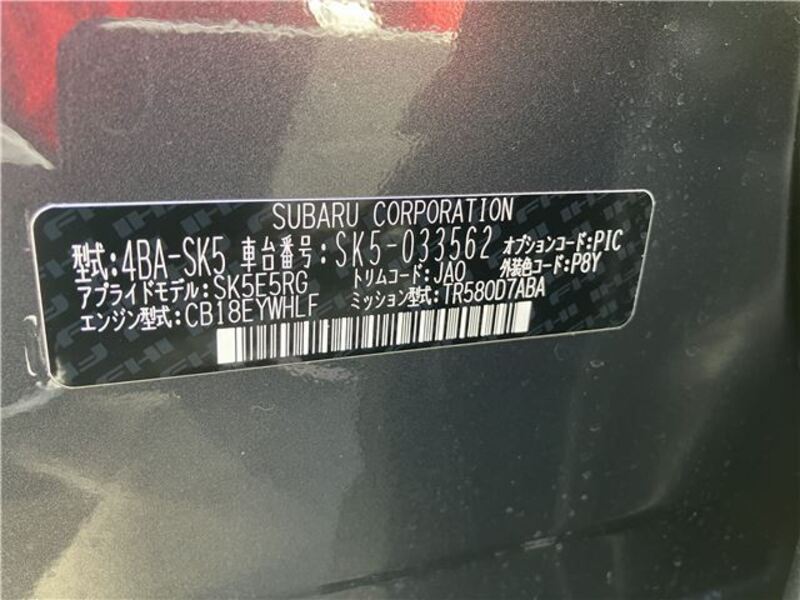 SUBARU CORPORATION
型式:4BA-SK5 車台番号:SK5-033562 オプションコード:PIC
アプライドモデル:SK5E5RG トリムコード:JAO 外装色コード:P8Y
エンジン型式:CB18EYWHLF ミッション型式:TR580D7ABA